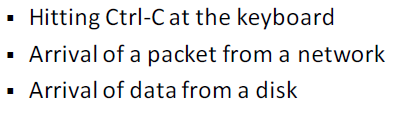 ▪ Hitting Ctrl-C at the keyboard
▪ Arrival of a packet from a network
▪ Arrival of data from a disk